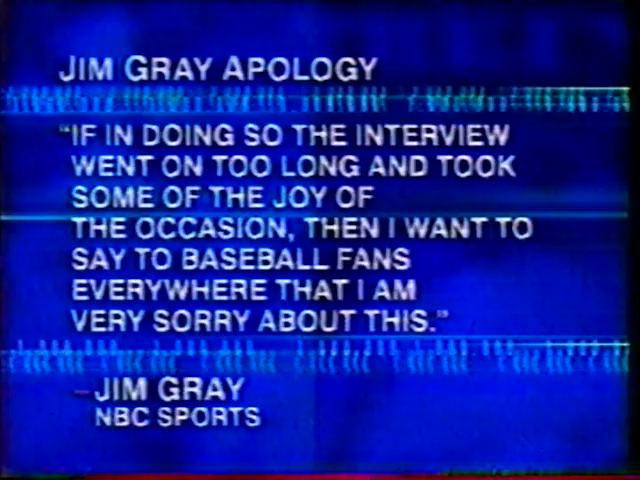 JIM GRAY APOLOGY
"IF IN DOING SO THE INTERVIEW
WENT ON TOO LONG AND TOOK
SOME OF THE JOY OF
THE OCCASION, THEN I WANT TO
SAY TO BASEBALL FANS
EVERYWHERE THAT I AM
VERY SORRY ABOUT THIS."
–JIM GRAY
NBC SPORTS